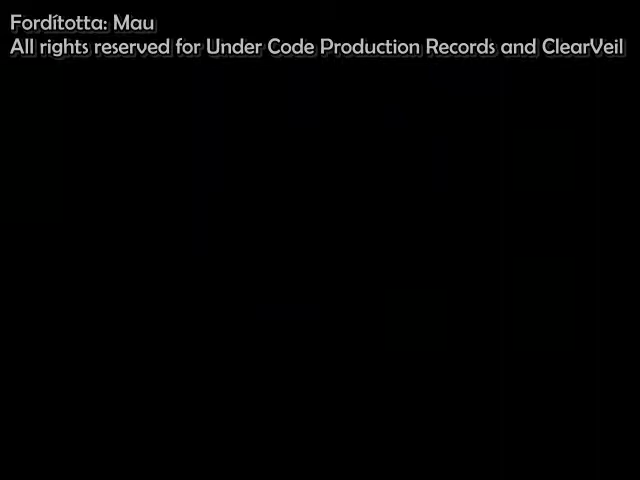 Fordította: Mau
All rights reserved for Under Code Production Records and ClearVeil